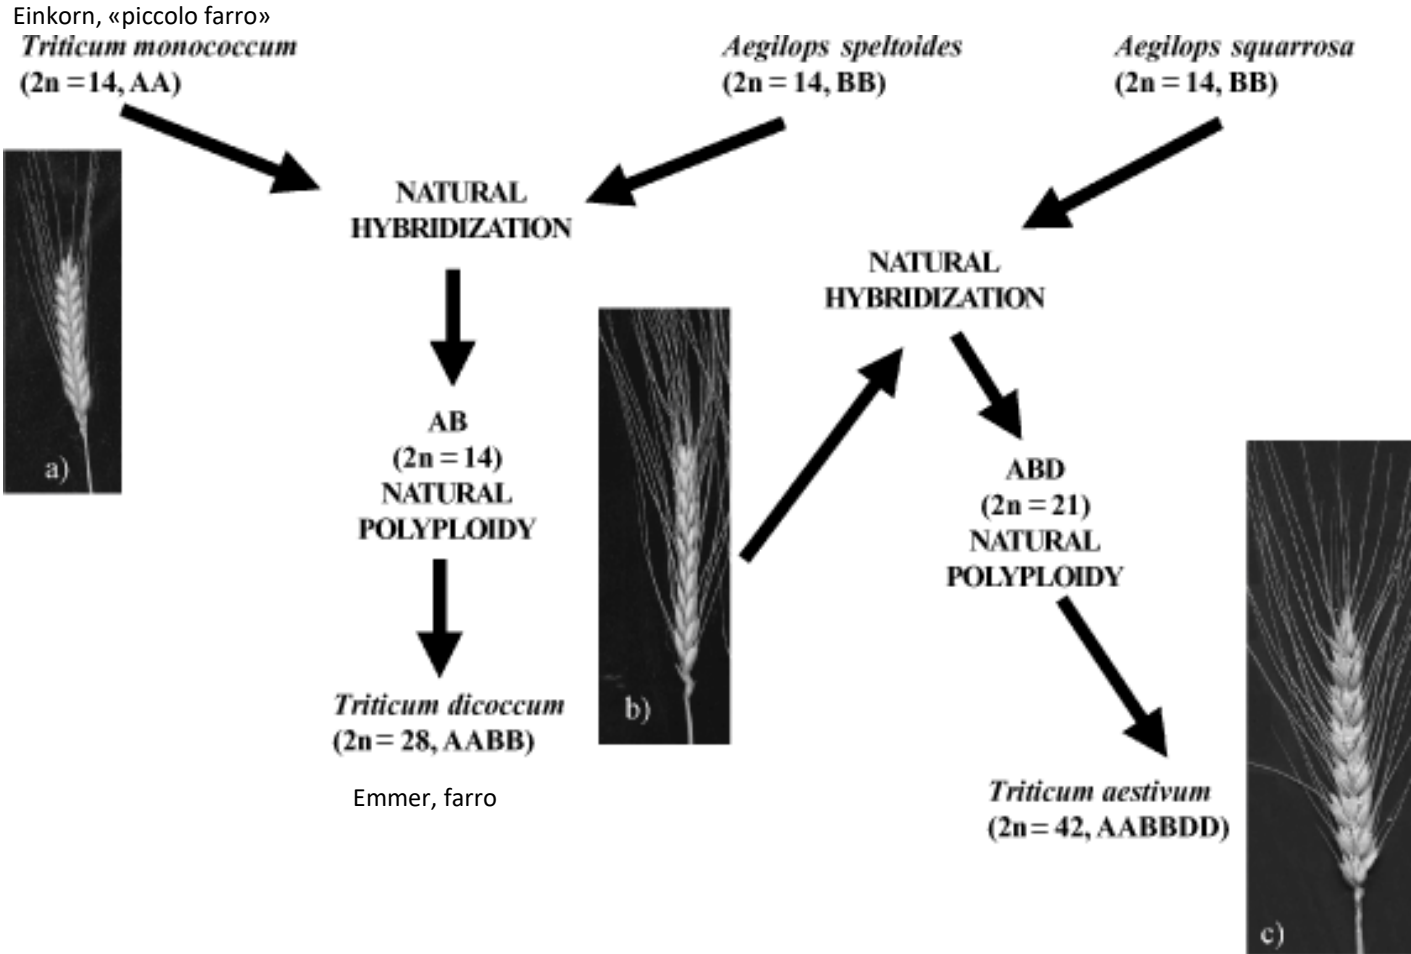 Einkorn, «piccolo farro»
Triticum monococcum
(2n = 14, AA)
Aegilops speltoides
(2n = 14, BB)
Aegilops squarrosa
(2n = 14, BB)
NATURAL
HYBRIDIZATION
NATURAL
HYBRIDIZATION
a)
AB
(2n = 14)
NATURAL
POLYPLOIDY
ABD
(2n = 21)
NATURAL
POLYPLOIDY
Triticum dicoccum
(2n = 28, AABB)
b)
Emmer, farro
Triticum aestivum
(2n = 42, AABBDD)
c)